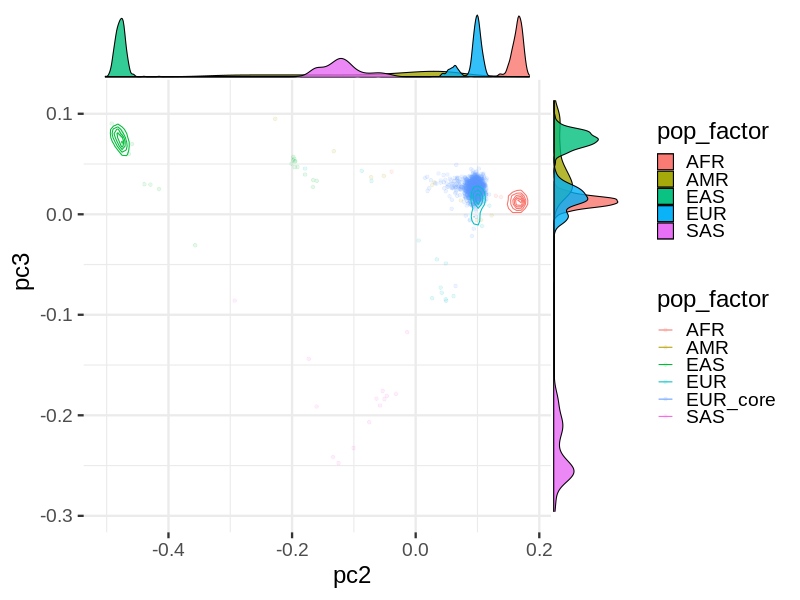 0.1
0.0
-0.1
-0.2
-0.3
pc3
-0.4
-0.2
0.0
0.2
pc2
pop_factor
AFR
AMR
EAS
EUR
SAS
pop_factor
AFR
AMR
EAS
EUR
EUR_core
SAS